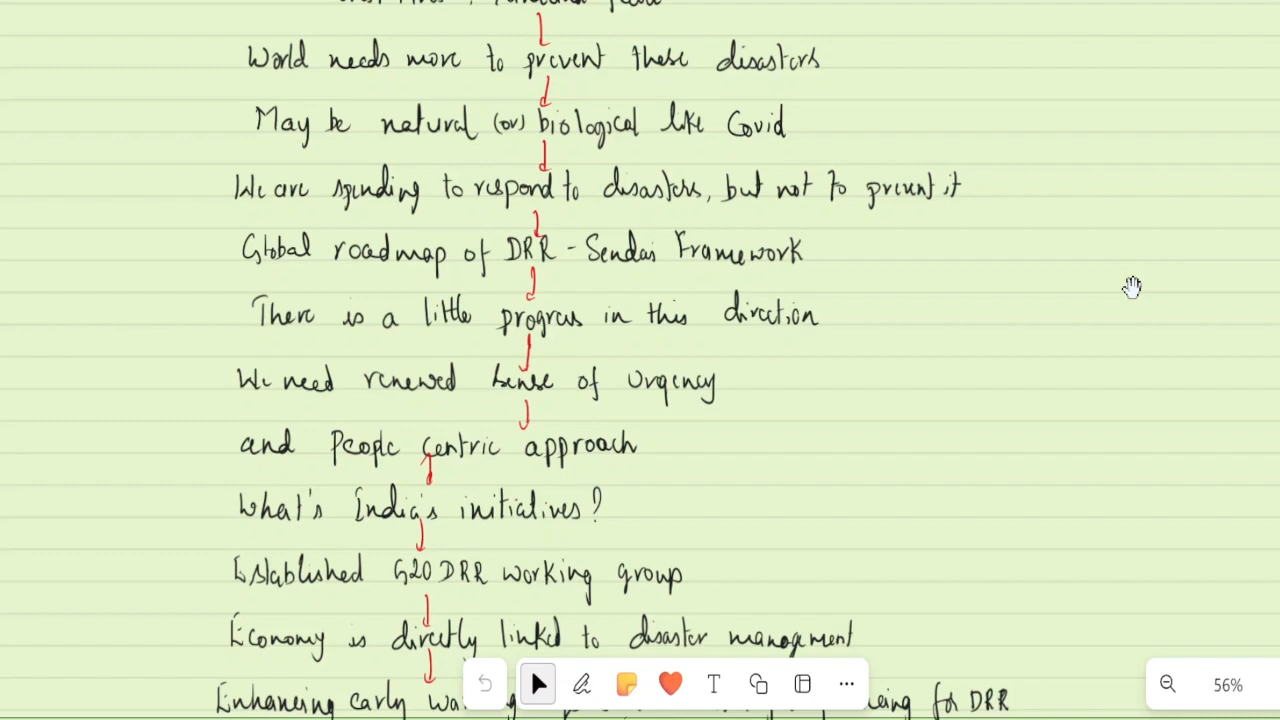 World needs more to prevent these disasters
May be natural (or) biological like Covid
We are spending to respond to disasters, but not to prevent it
Global roadmap of DRR - Sendai Framework
There is a little progress in this direction
We need renewed sense of urgency
and People centric approach
What's India's initiatives?
Established G20 DRR working group
Economy is directly linked to disaster management
Enhancing early for DRR
T
56%